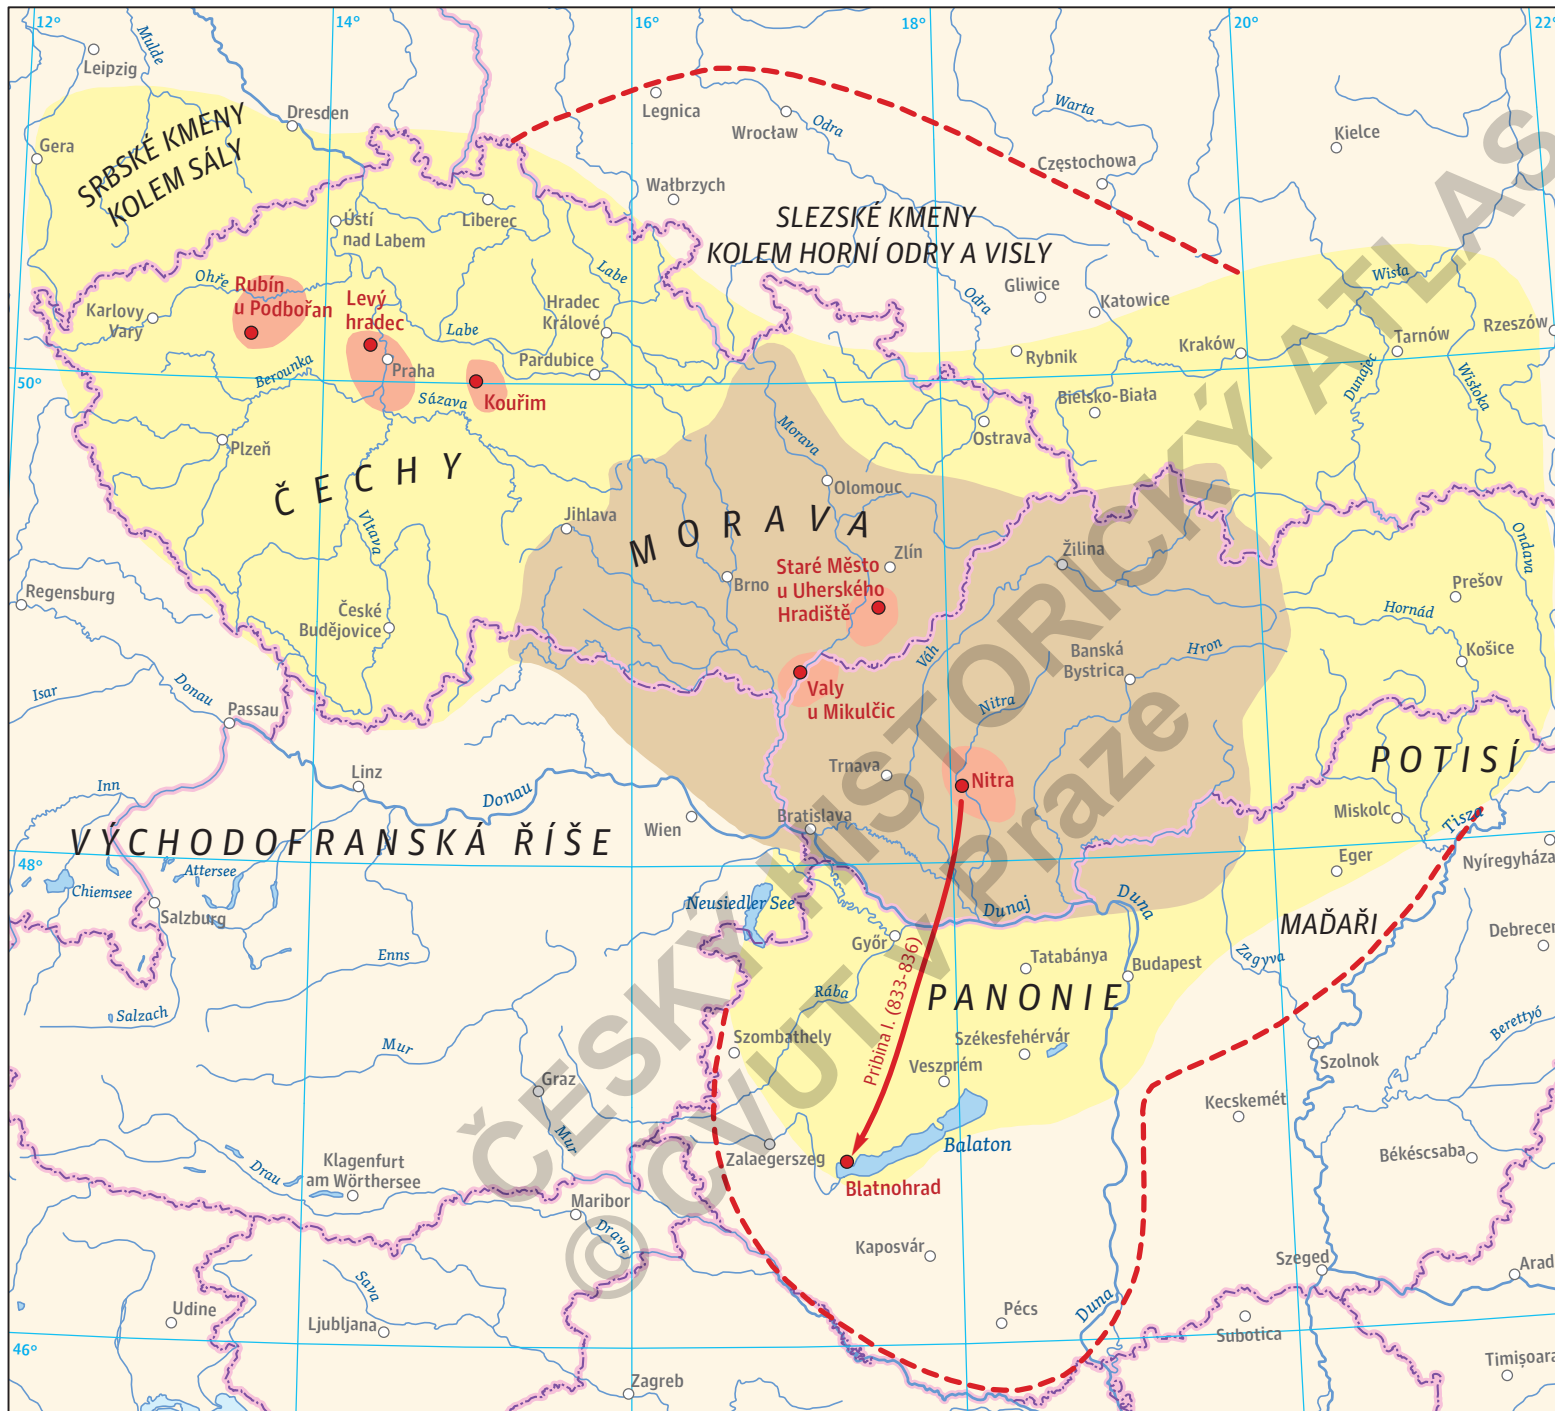 12°
14°
16°
18°
20°
22°
Mulde
Leipzig
Dresden
Legnica
Wrocław
Odra
Warta
Kielce
Gera
SRBSKÉ KMENY
KOLEM SÁLY
Częstochowa
Wałbrzych
Liberec
Ústí
nad Labem
SLEZSKÉ KMENY
KOLEM HORNÍ ODRY A VISLY
Ohře
Rubín
u Podbořan
Levý
hradec
Labe
Hradec
Králové
Labe
Odra
Gliwice
Katowice
Wisła
Karlovy
Vary
Berounka
Praha
Pardubice
Rybnik
Kraków
Tarnów
Rzeszów
50°
Sázava
Kouřim
Bielsko-Biała
Dunajec
Wisłoka
Plzeň
Morava
Ostrava
ČECHY
Olomouc
Vltava
Jihlava
MORAVA
Zlín
Žilina
Ondava
Staré Město
u Uherského
Hradiště
Brno
Regensburg
České
Budějovice
Prešov
Hornád
Váh
Banská
Bystrica
Hron
Košice
Isar
Donau
Passau
Valy
u Mikulčic
Nitra
Linz
Trnava
Nitra
POTISÍ
Inn
Donau
Wien
Bratislava
Miskolc
Tisza
VÝCHODOFRANSKÁ ŘÍŠE
48°
Chiemsee
Attersee
Eger
Nyíregyháza
Salzburg
Neusiedler See
Dunaj
Duna
MAĎAŘI
Debrecen
Enns
Győr
Tatabánya
Budapest
Zagyva
Rába
PANONIE
Salzach
Pribina I. (833-836)
Berettyó
Mur
Szombathely
Székesfehérvár
Szolnok
Veszprém
Graz
Kecskemét
Mur
Zalaegerszeg
Balaton
Békéscsaba
Drau
Klagenfurt
am Wörthersee
Blatnohrad
Maribor
Drava
Kaposvár
Szeged
Arad
Sava
Udine
Ljubljana
Pécs
Duna
Subotica
46°
Timișoara
Zagreb
ČESKÝ HISTORICKÝ ATLAS
© ČVUT V Praze